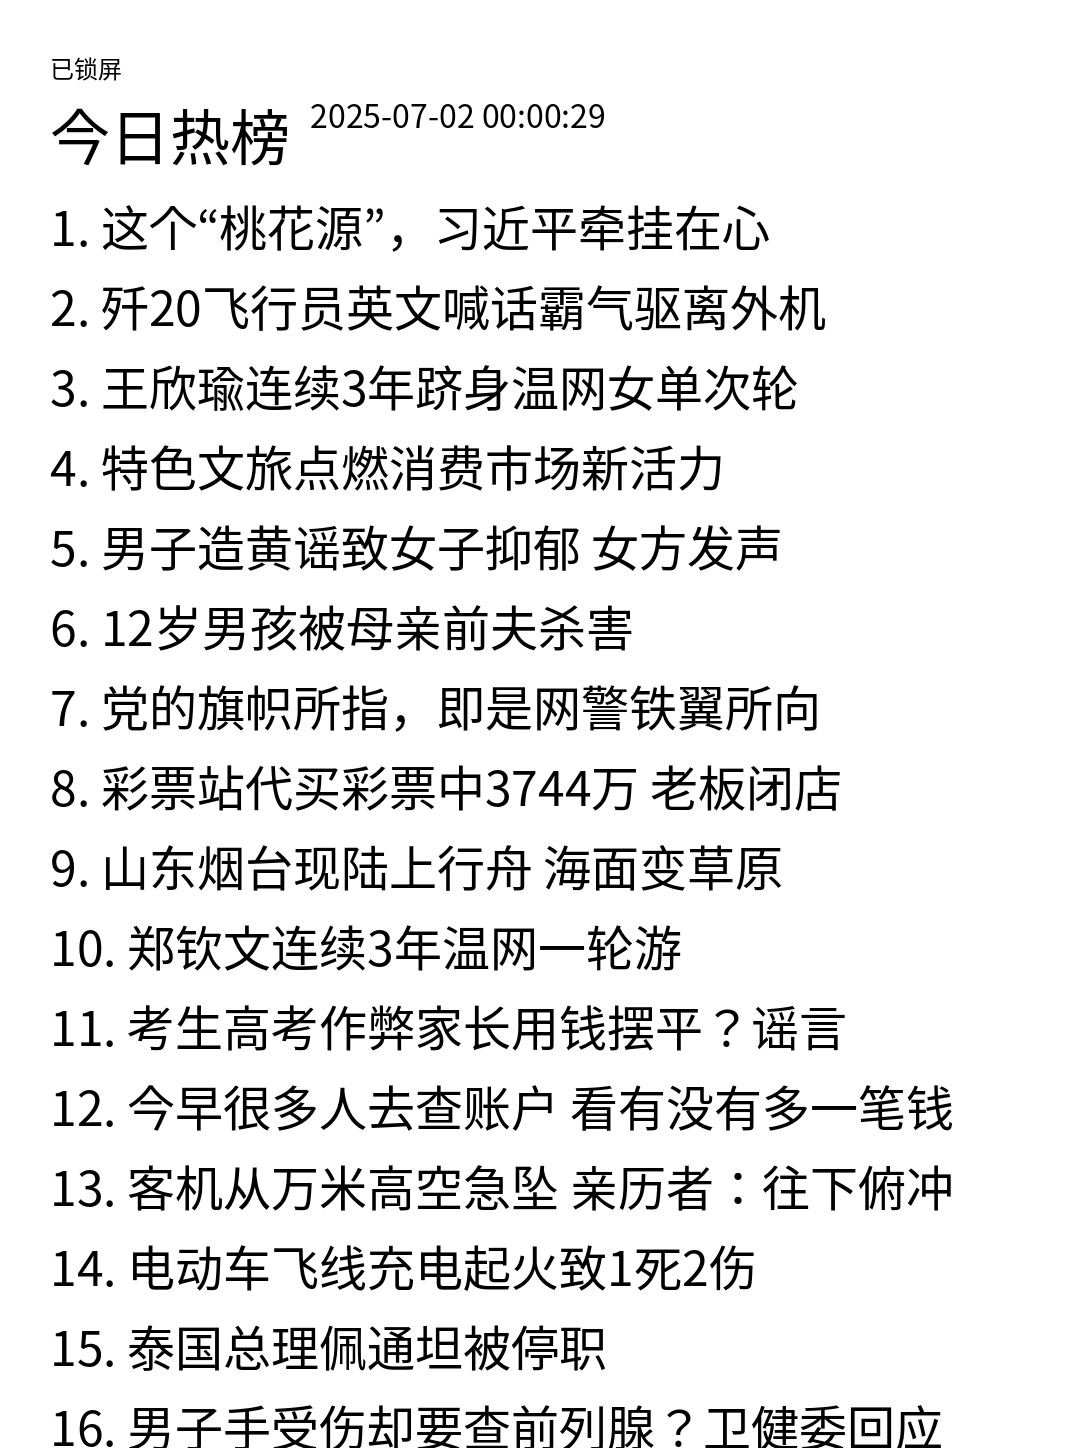 已锁屏
今日热榜 2025-07-02 00:00:29
1. 这个“桃花源”，习近平牵挂在心
2. 歼20飞行员英文喊话霸气驱离外机
3. 王欣瑜连续3年跻身温网女单次轮
4. 特色文旅点燃消费市场新活力
5. 男子造黄谣致女子抑郁 女方发声
6. 12岁男孩被母亲前夫杀害
7. 党的旗帜所指，即是网警铁翼所向
8. 彩票站代买彩票中3744万 老板闭店
9. 山东烟台现陆上行舟 海面变草原
10. 郑钦文连续3年温网一轮游
11. 考生高考作弊家长用钱摆平？谣言
12. 今早很多人去查账户 看有没有多一笔钱
13. 客机从万米高空急坠 亲历者：往下俯冲
14. 电动车飞线充电起火致1死2伤
15. 泰国总理佩通坦被停职
16. 男子手受伤却要查前列腺？卫健委回应